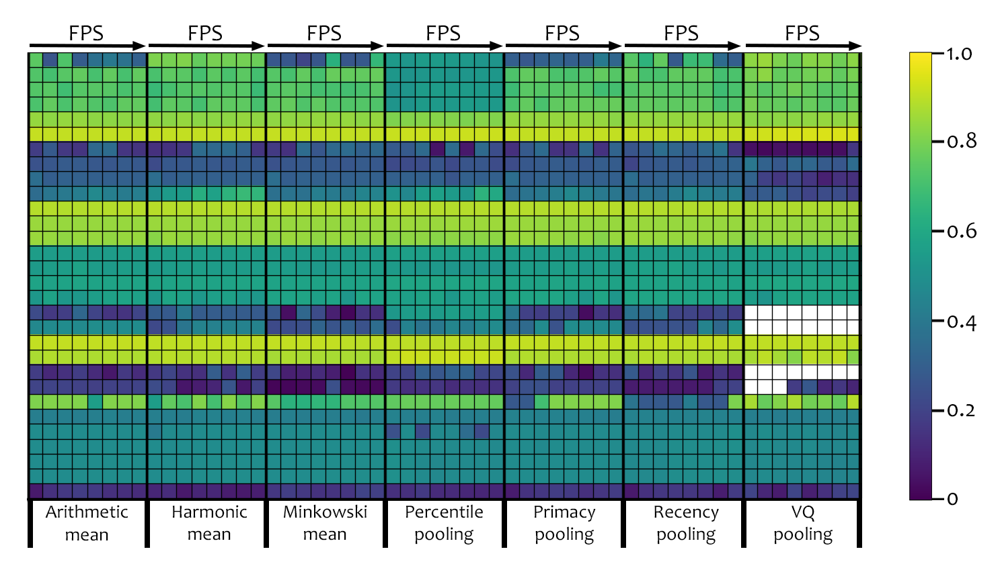 FPS FPS FPS FPS FPS FPS FPS
1.0
0.8
0.6
0.4
0.2
0
Arithmetic Harmonic Minkowski Percentile Primacy Recency VQ
mean mean mean pooling pooling pooling pooling